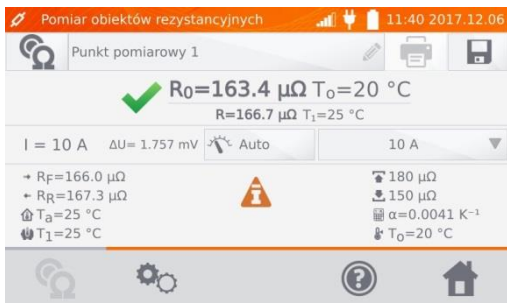 Pomiar obiektów rezystancyjnych 11:40 2017.12.06
Punkt pomiarowy 1
R0=163.4 µΩ To=20 °C
R=166.7 µΩ T1=25 °C
I = 10 A ΔU= 1.757 mV Auto 10 A
RF=166.0 µΩ 180 µΩ
RR=167.3 µΩ 150 µΩ
Ta=25 °C α=0.0041 K⁻¹
T1=25 °C To=20 °C